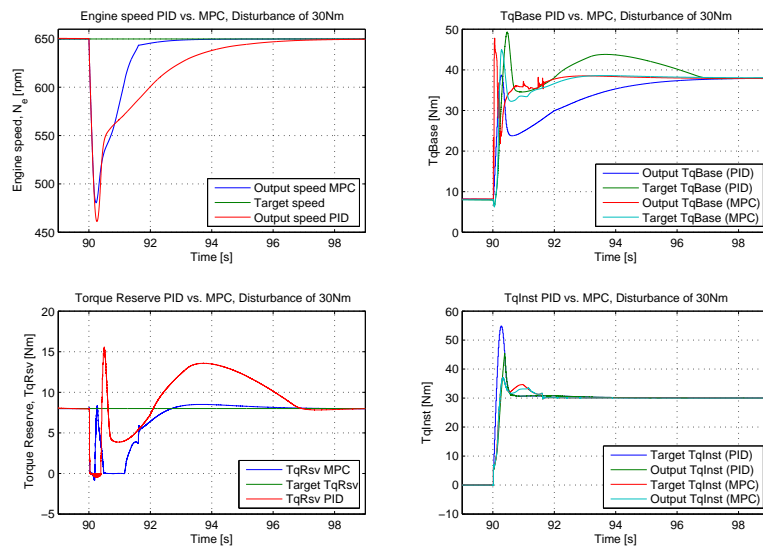 Engine speed PID vs. MPC, Disturbance of 30Nm
650
600
550
500
450
Engine speed, N_e [rpm]
Output speed MPC
Target speed
Output speed PID
90
92
94
96
98
Time [s]
TqBase PID vs. MPC, Disturbance of 30Nm
50
40
30
20
10
0
TqBase [Nm]
Output TqBase (PID)
Target TqBase (PID)
Output TqBase (MPC)
Target TqBase (MPC)
90
92
94
96
98
Time [s]
Torque Reserve PID vs. MPC, Disturbance of 30Nm
20
15
10
5
0
−5
Torque Reserve, TqRsv [Nm]
TqRsv MPC
Target TqRsv
TqRsv PID
90
92
94
96
98
Time [s]
TqInst PID vs. MPC, Disturbance of 30Nm
60
50
40
30
20
10
0
−10
TqInst [Nm]
Target TqInst (PID)
Output TqInst (PID)
Target TqInst (MPC)
Output TqInst (MPC)
90
92
94
96
98
Time [s]